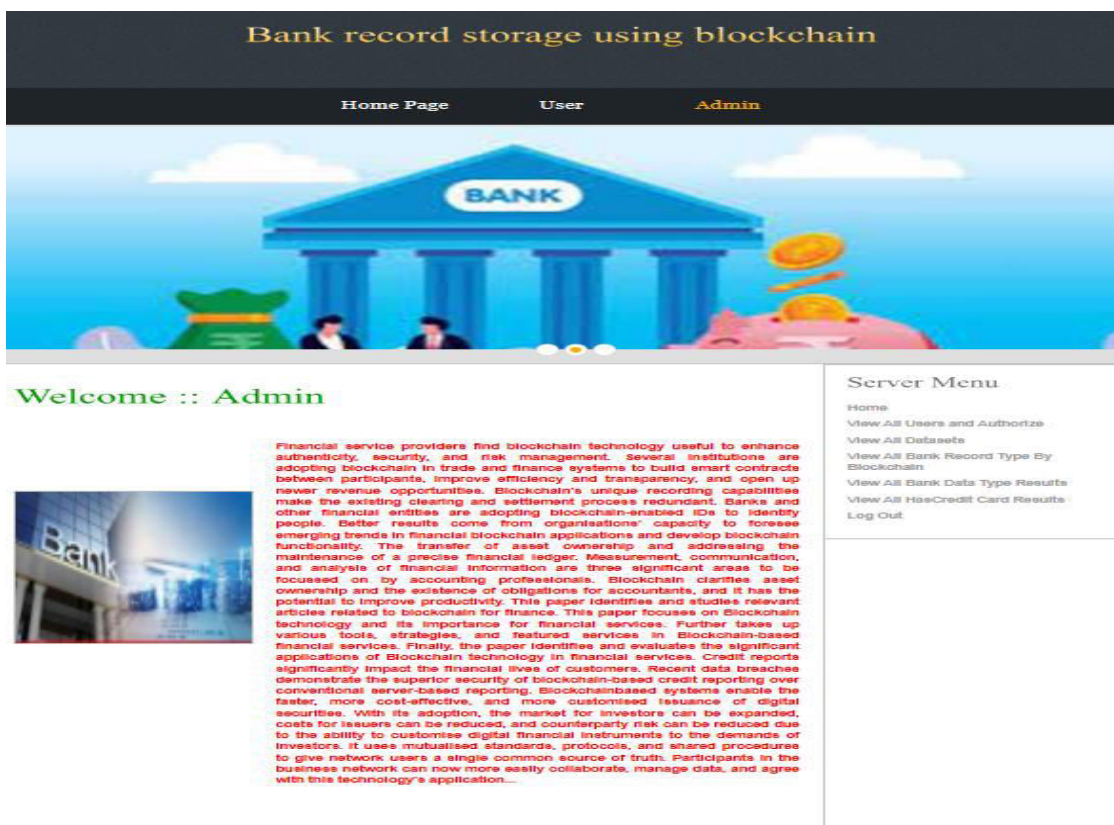 Bank record storage using blockchain
Home Page User Admin
BANK
Welcome :: Admin
Bank
Financial service providers find blockchain technology useful to enhance
authenticity, security, and risk management. Several institutions are
adopting blockchain in trade and finance systems to build smart contracts
between participants, improve efficiency and transparency, and open up
newer revenue opportunities. Blockchain's unique recording capabilities
make the existing clearing and settlement process redundant. Banks and
other financial entities are adopting blockchain-enabled IDs to identify
people. Better results come from organisations' capacity to foresee
emerging trends in financial blockchain applications and develop blockchain
functionality. The transfer of asset ownership and addressing the
maintenance of a precise financial ledger. Measurement, communication,
and analysis of financial information are three significant areas to be
focussed on by accounting professionals. Blockchain clarifies asset
ownership and the existence of obligations for accountants, and it has the
potential to improve productivity. This paper identifies and studies relevant
articles related to blockchain for finance. This paper focuses on Blockchain
technology and its importance for financial services. Further takes up
various tools, strategies, and featured services in Blockchain-based
financial services. Finally, the paper identifies and evaluates the significant
applications of Blockchain technology in financial services. Credit reports
significantly impact the financial lives of customers. Recent data breaches
demonstrate the superior security of blockchain-based credit reporting over
conventional server-based reporting. Blockchainbased systems enable the
faster, more cost-effective, and more customised issuance of digital
securities. With its adoption, the market for investors can be expanded,
costs for issuers can be reduced, and counterparty risk can be reduced due
to the ability to customise digital financial instruments to the demands of
investors. It uses mutualised standards, protocols, and shared procedures
to give network users a single common source of truth. Participants in the
business network can now more easily collaborate, manage data, and agree
with this technology's application...
Server Menu
Home
View All Users and Authorize
View All Datasets
View All Bank Record Type By
Blockchain
View All Bank Data Type Results
View All HasCredit Card Results
Log Out